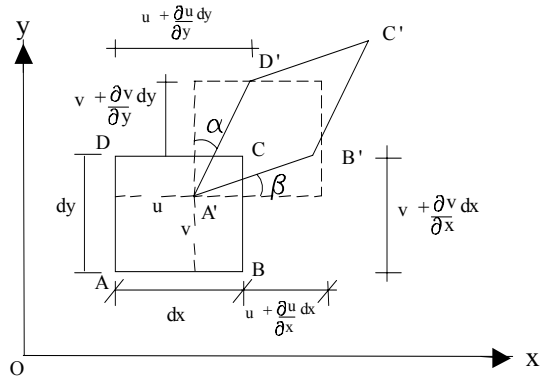 y
u + ∂u/∂y dy
D'
C'
v + ∂v/∂y dy
α
D
C
B'
β
dy
u
A'
v
v + ∂v/∂x dx
A
B
dx
u + ∂u/∂x dx
O
x